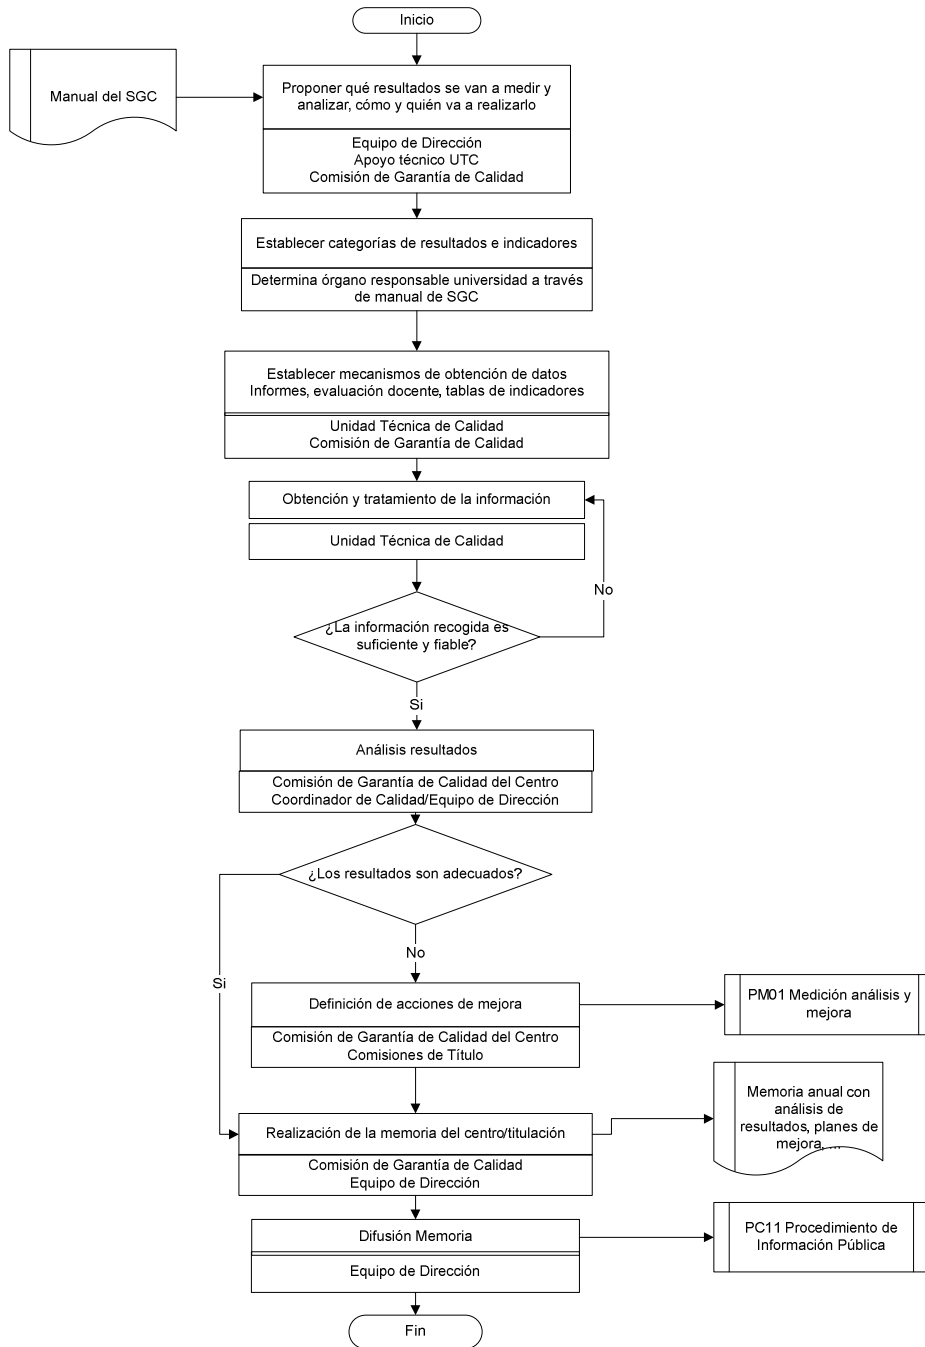 Inicio
Manual del SGC
Proponer qué resultados se van a medir y
analizar, cómo y quién va a realizarlo
Equipo de Dirección
Apoyo técnico UTC
Comisión de Garantía de Calidad
Establecer categorías de resultados e indicadores
Determina órgano responsable universidad a través
de manual de SGC
Establecer mecanismos de obtención de datos
Informes, evaluación docente, tablas de indicadores
Unidad Técnica de Calidad
Comisión de Garantía de Calidad
Obtención y tratamiento de la información
Unidad Técnica de Calidad
No
¿La información recogida es
suficiente y fiable?
Si
Análisis resultados
Comisión de Garantía de Calidad del Centro
Coordinador de Calidad/Equipo de Dirección
¿Los resultados son adecuados?
No
Si
Definición de acciones de mejora
Comisión de Garantía de Calidad del Centro
Comisiones de Título
PM01 Medición análisis y
mejora
Realización de la memoria del centro/titulación
Comisión de Garantía de Calidad
Equipo de Dirección
Memoria anual con
análisis de
resultados, planes de
mejora, ...
Difusión Memoria
Equipo de Dirección
PC11 Procedimiento de
Información Pública
Fin